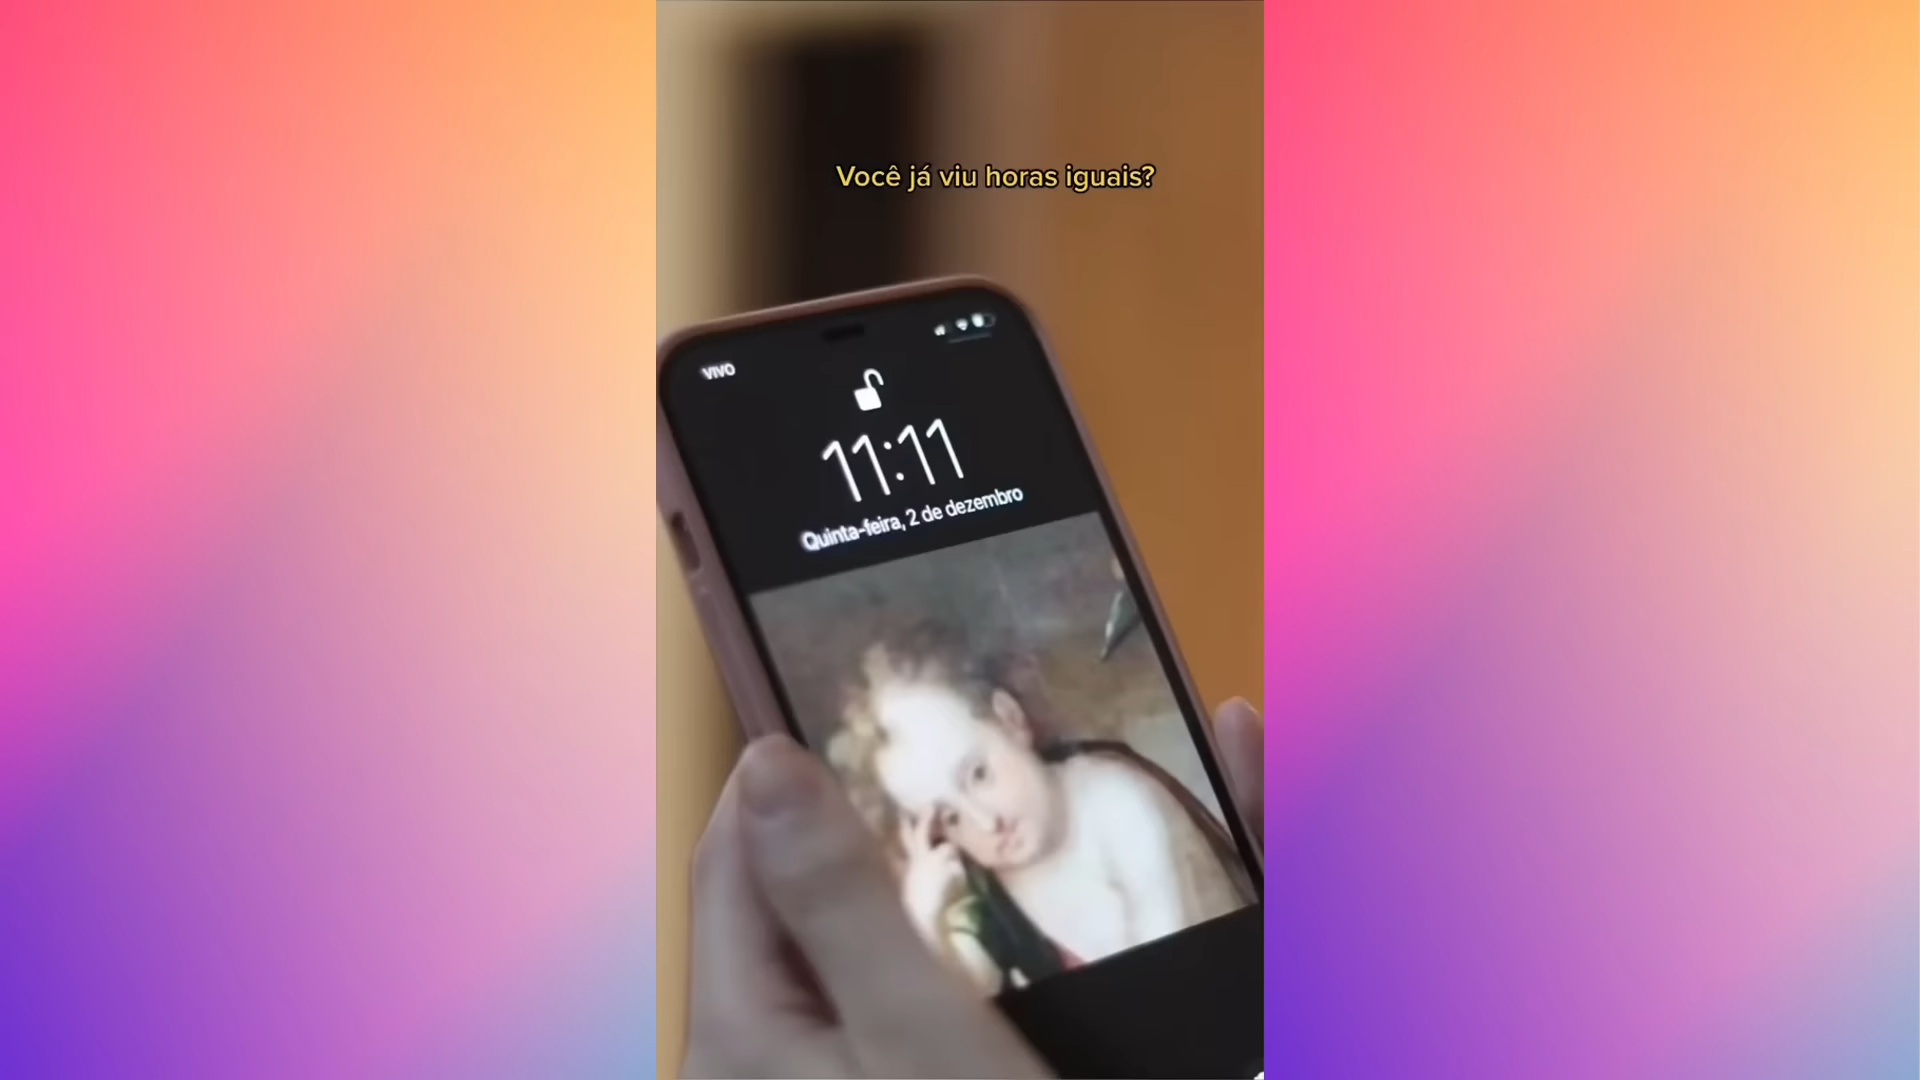 Você já viu horas iguais?
VIVO
11:11
Quinta-feira, 2 de dezembro